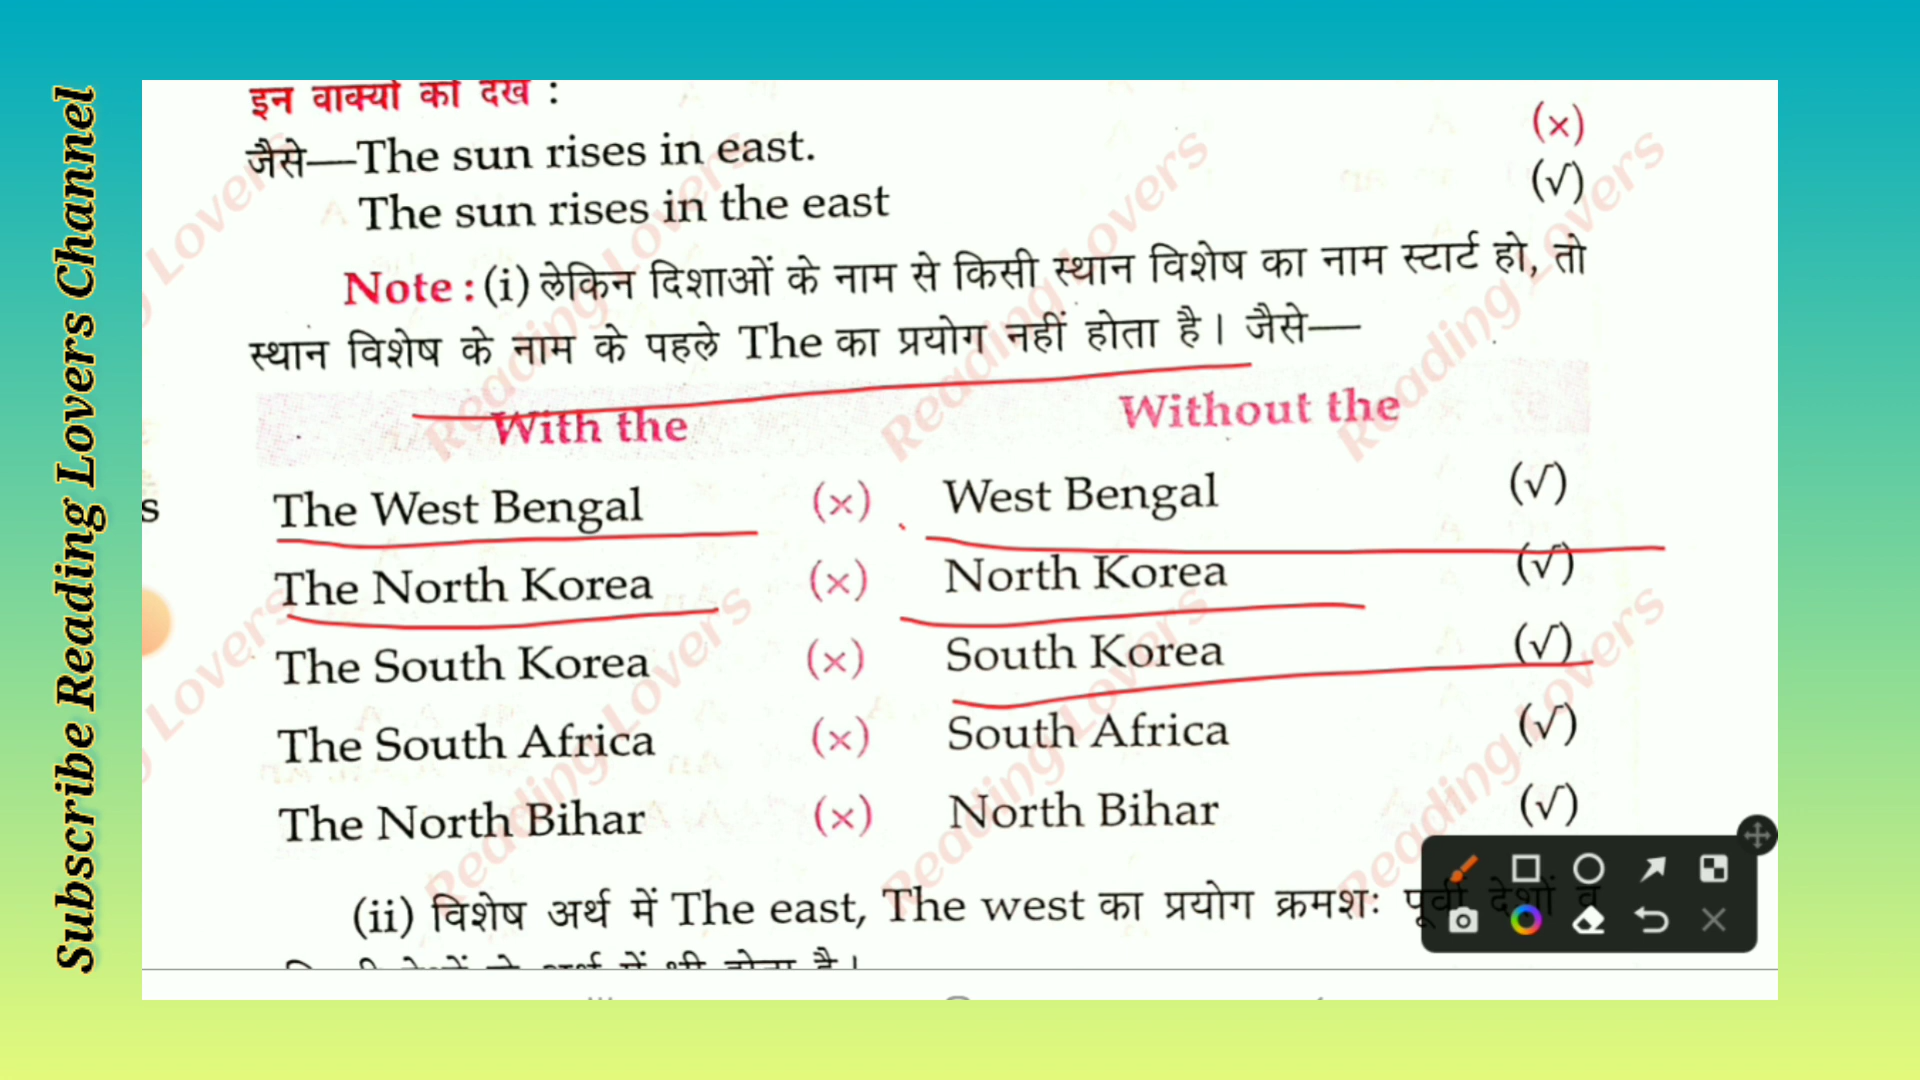 Subscribe Reading Lovers Channel
इन वाक्यों को देखें :
जैसे—The sun rises in east. (×)
The sun rises in the east (√)
Note : (i) लेकिन दिशाओं के नाम से किसी स्थान विशेष का नाम स्टार्ट हो, तो
स्थान विशेष के नाम के पहले The का प्रयोग नहीं होता है। जैसे—
With the Without the
The West Bengal (×) West Bengal (√)
s
The North Korea (×) North Korea (√)
The South Korea (×) South Korea (√)
The South Africa (×) South Africa (√)
The North Bihar (×) North Bihar (√)
(ii) विशेष अर्थ में The east, The west का प्रयोग क्रमशः पूर्वी देशों व
Reading Lovers